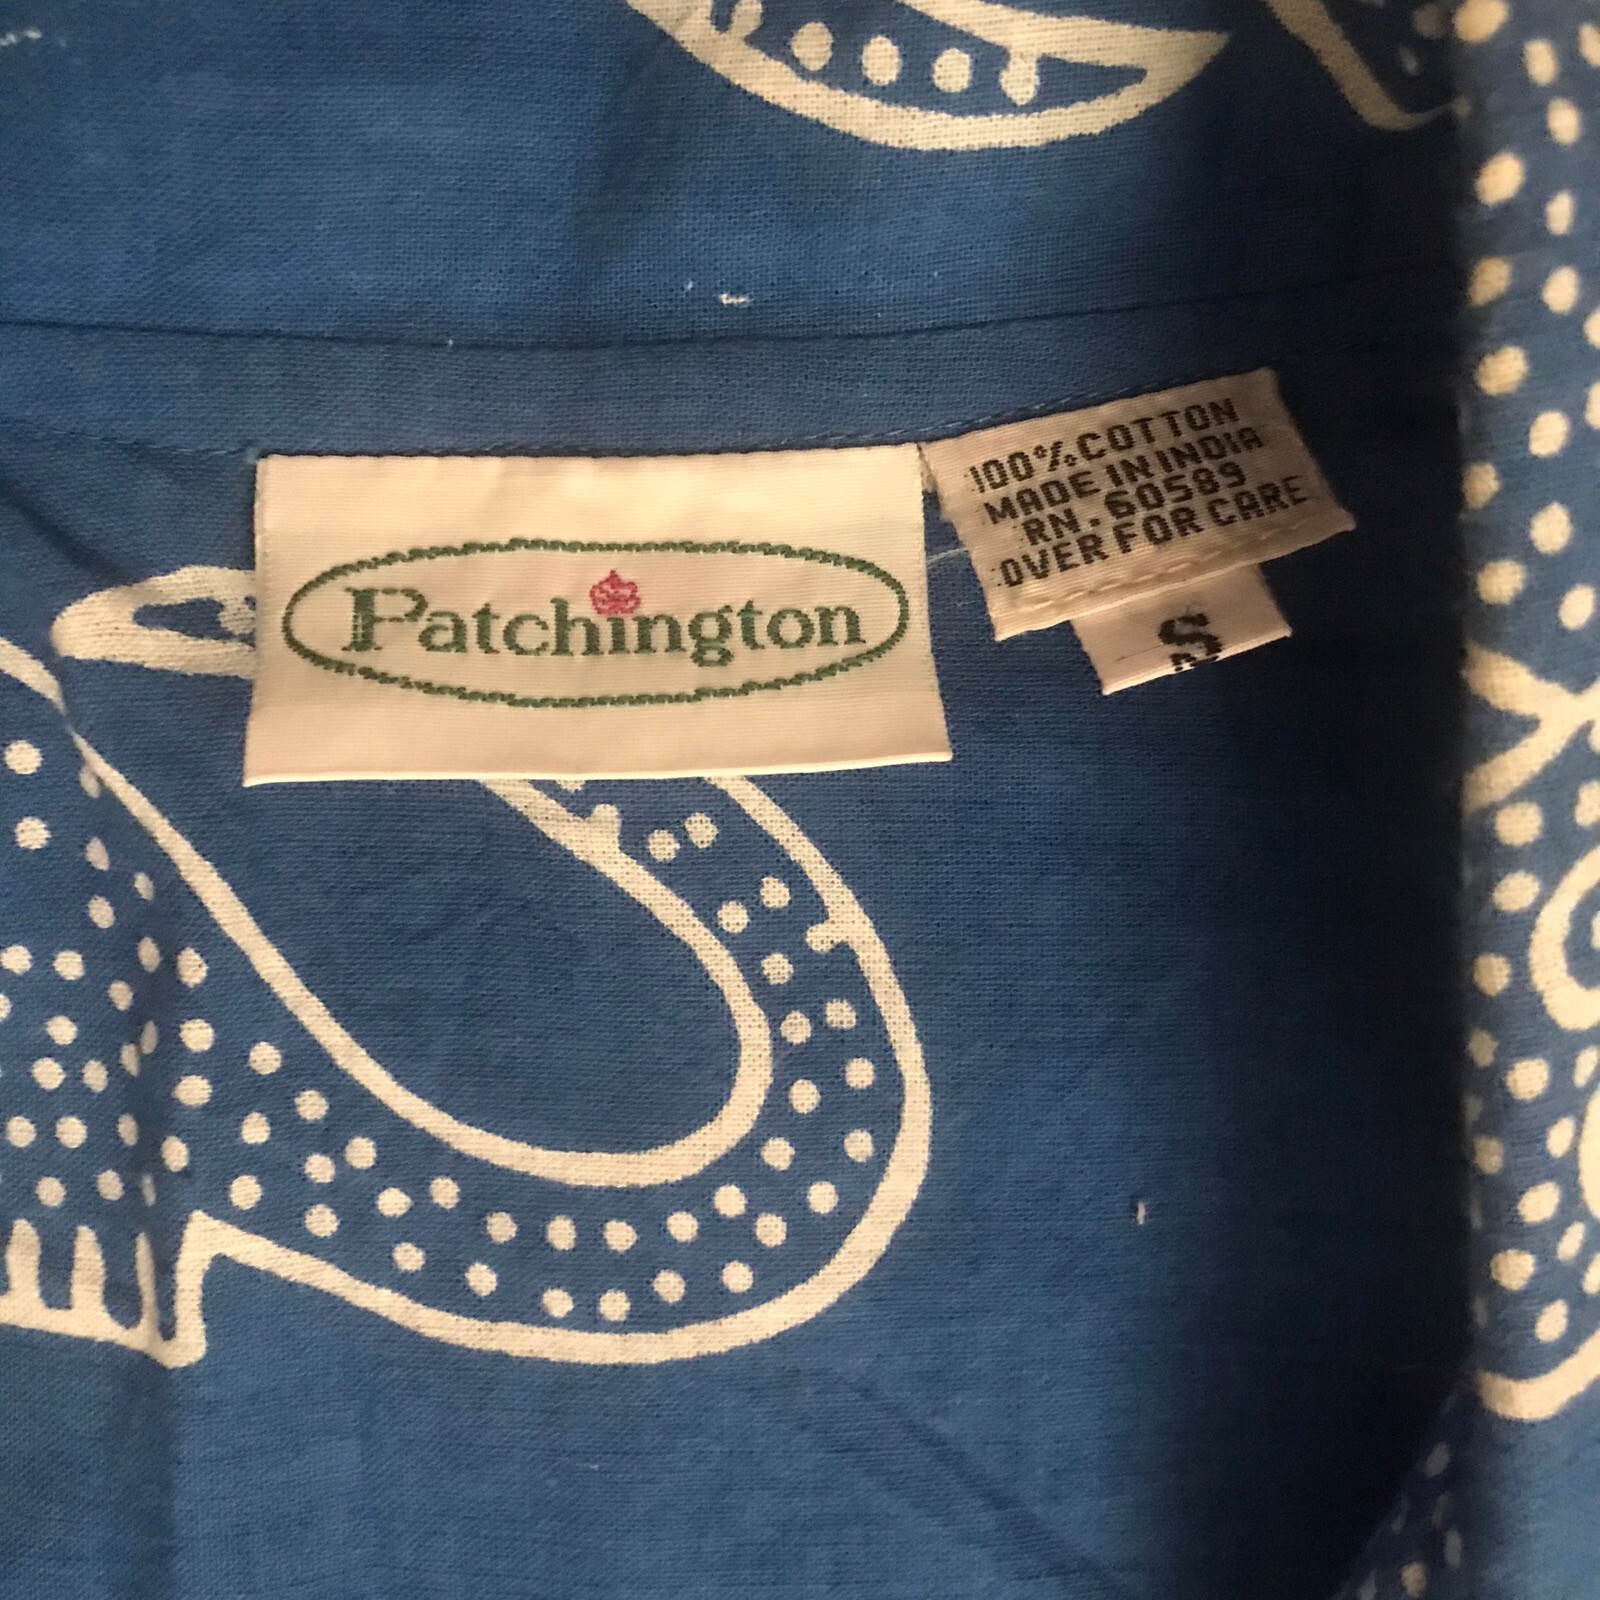 Patchington
100% COTTON
MADE IN INDIA
RN. 60589
OVER FOR CARE
S